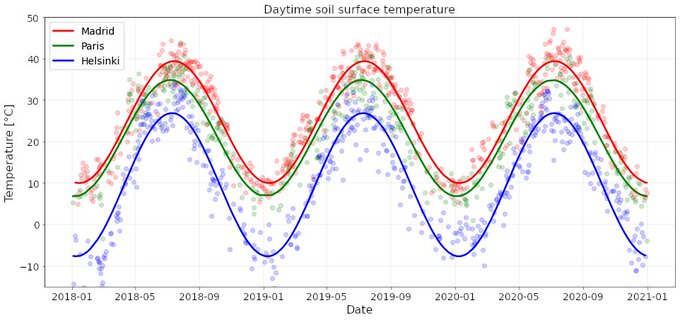 Daytime soil surface temperature
Madrid
Paris
Helsinki
Temperature [°C]
50
40
30
20
10
0
−10
2018-01 2018-05 2018-09 2019-01 2019-05 2019-09 2020-01 2020-05 2020-09 2021-01
Date